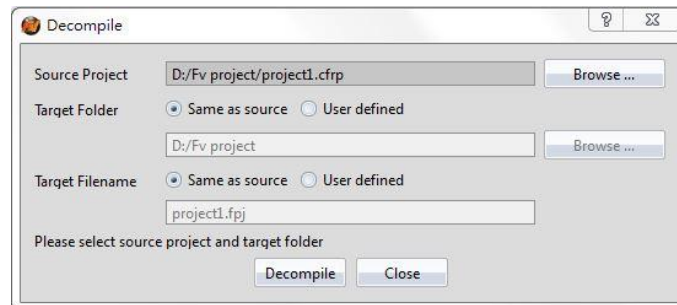 Decompile
Source Project D:/Fv project/project1.cfrp Browse ...
Target Folder Same as source User defined
D:/Fv project Browse ...
Target Filename Same as source User defined
project1.fpj
Please select source project and target folder
Decompile Close